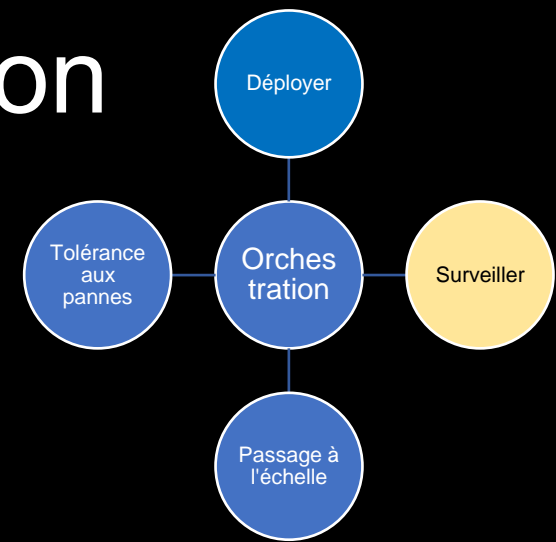 on
Déployer
Tolérance
aux
pannes
Orches
tration
Surveiller
Passage à
l'échelle